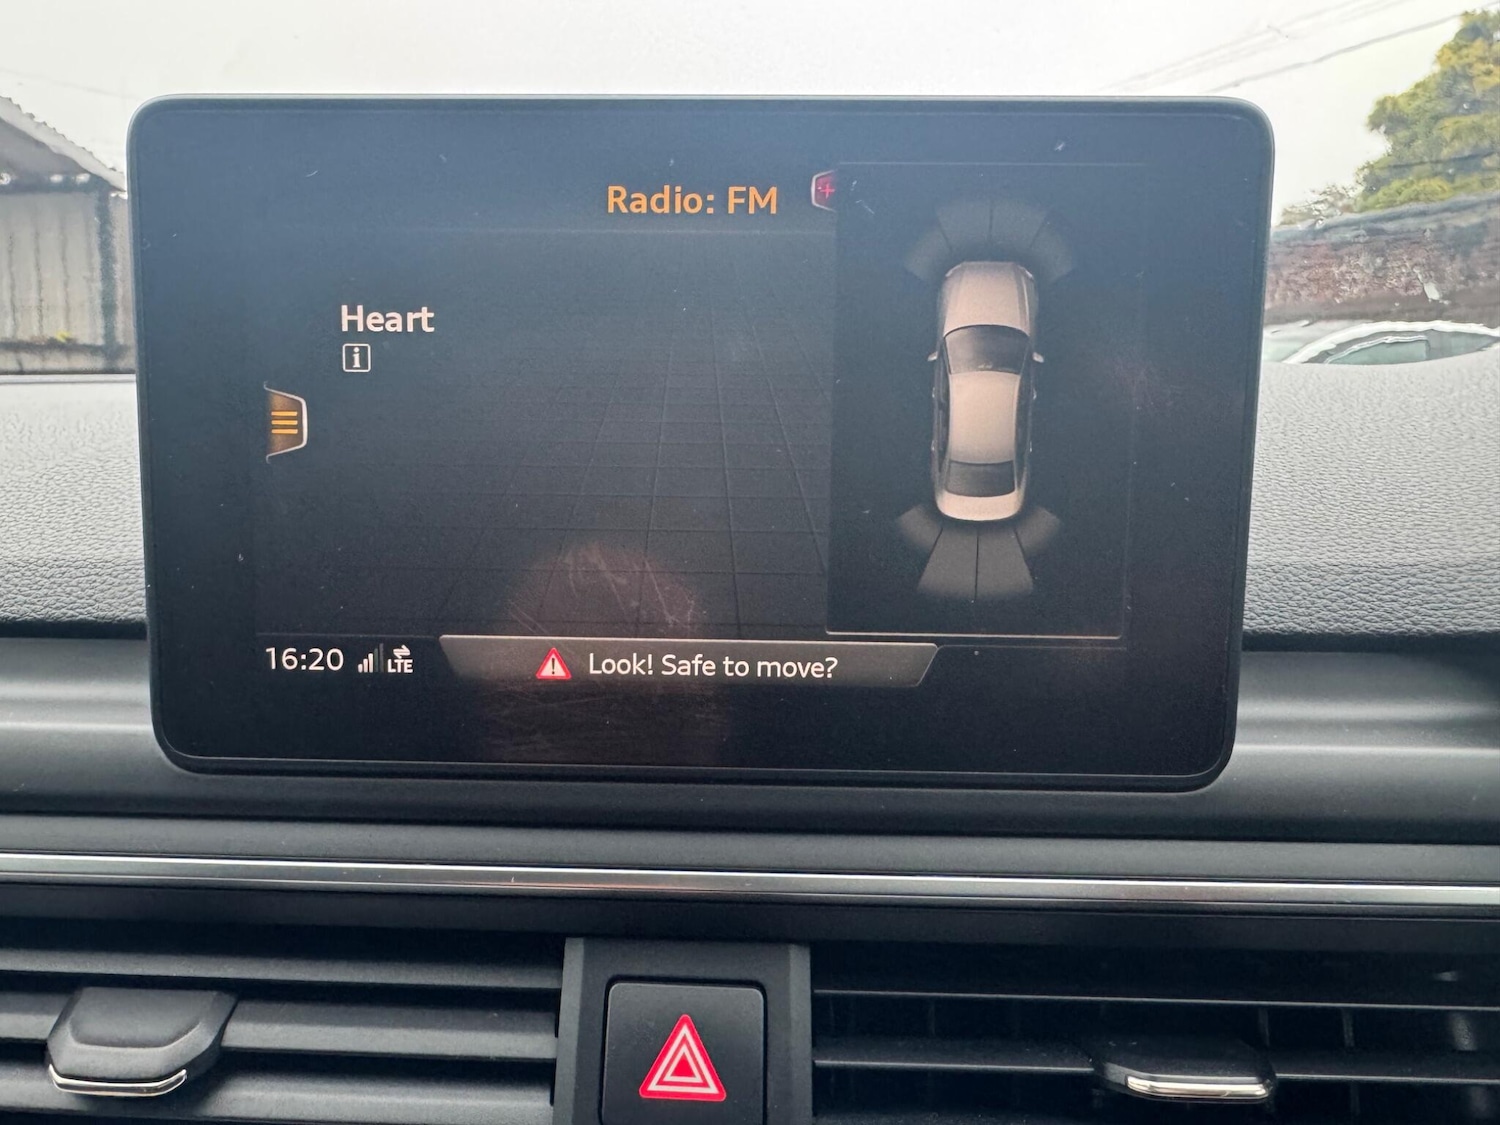 Radio: FM
Heart
16:20 LTE
Look! Safe to move?